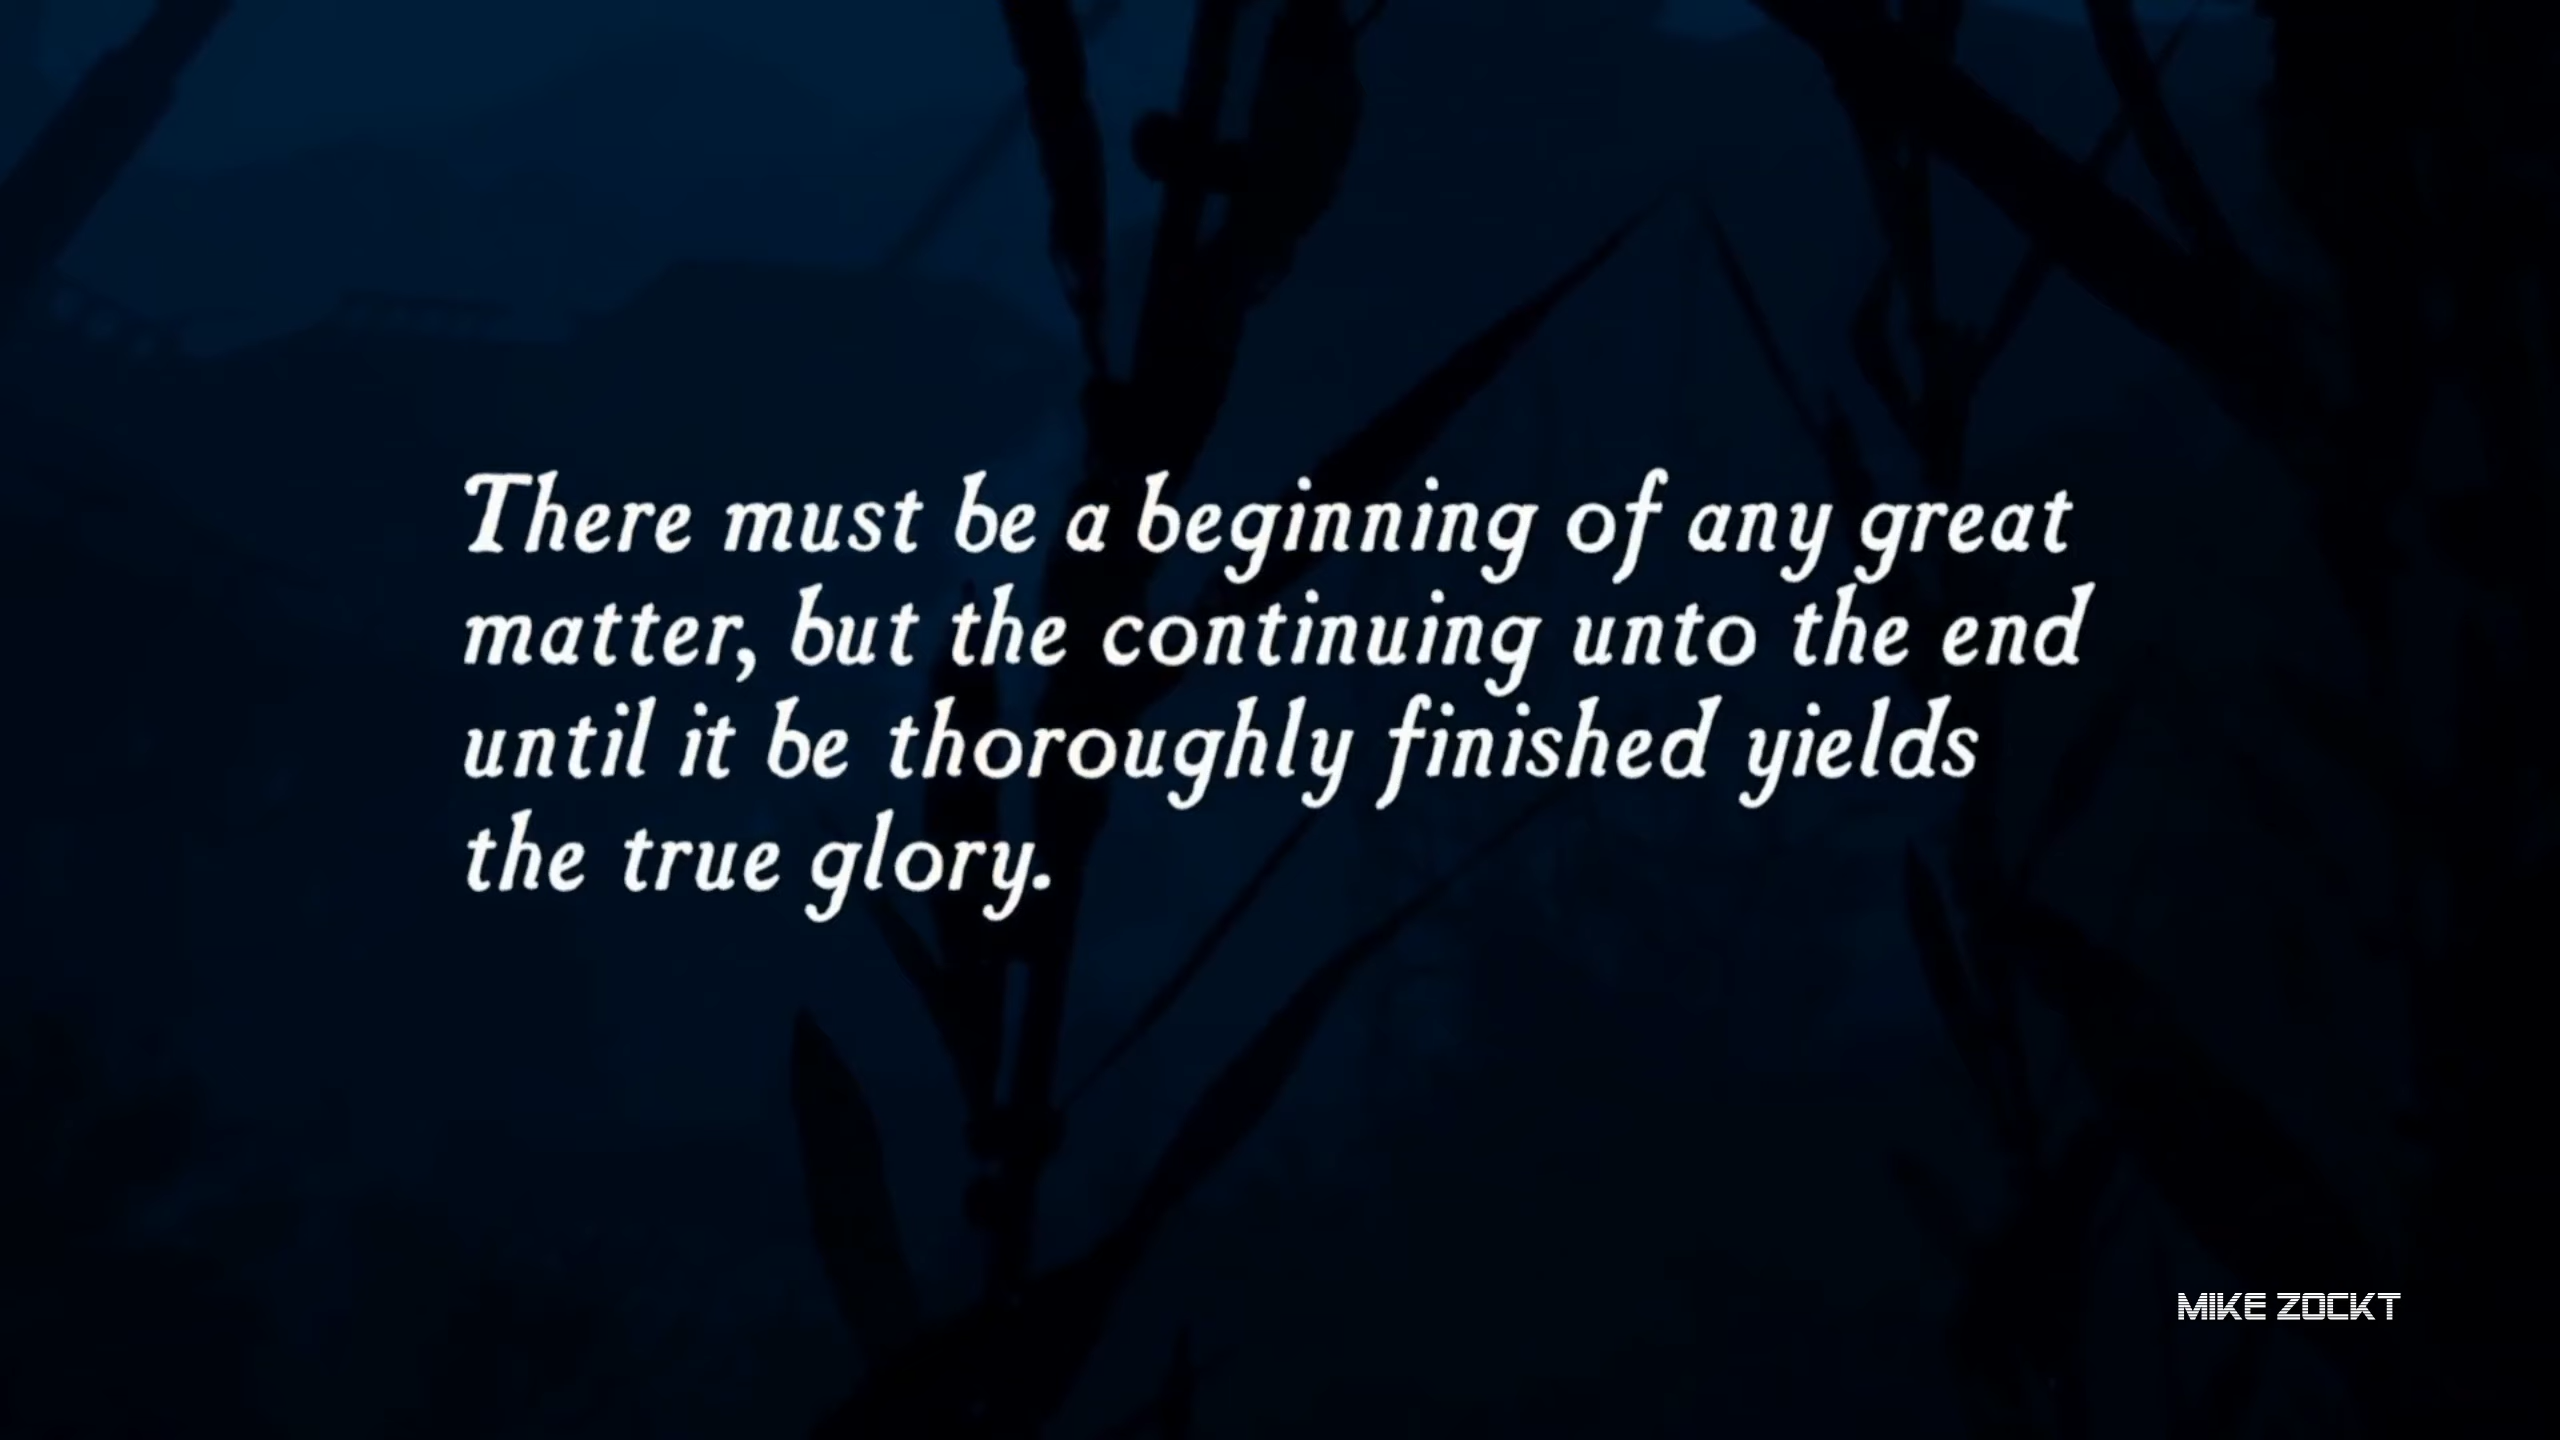 There must be a beginning of any great
matter, but the continuing unto the end
until it be thoroughly finished yields
the true glory.
MIKE ZOCKT